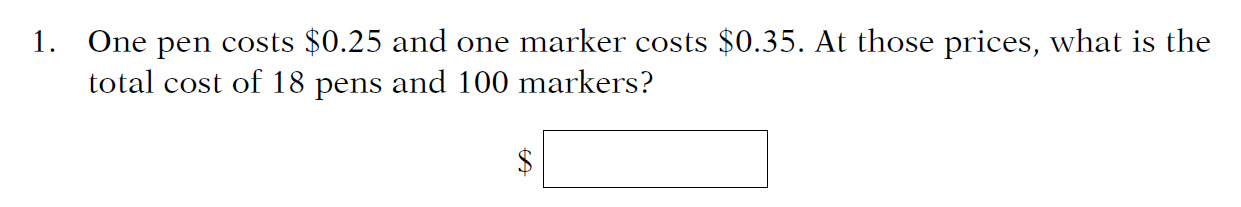 1. One pen costs $0.25 and one marker costs $0.35. At those prices, what is the
total cost of 18 pens and 100 markers?
$